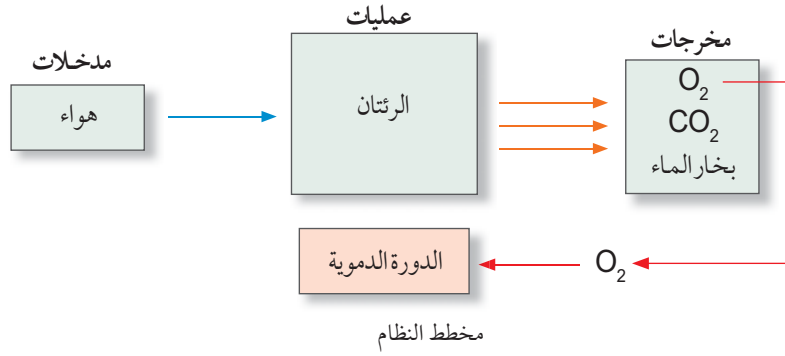 عمليات
مخرجات
مدخلات
O₂
الرئتان
هواء
CO₂
بخار الماء
الدورة الدموية
O₂
مخطط النظام